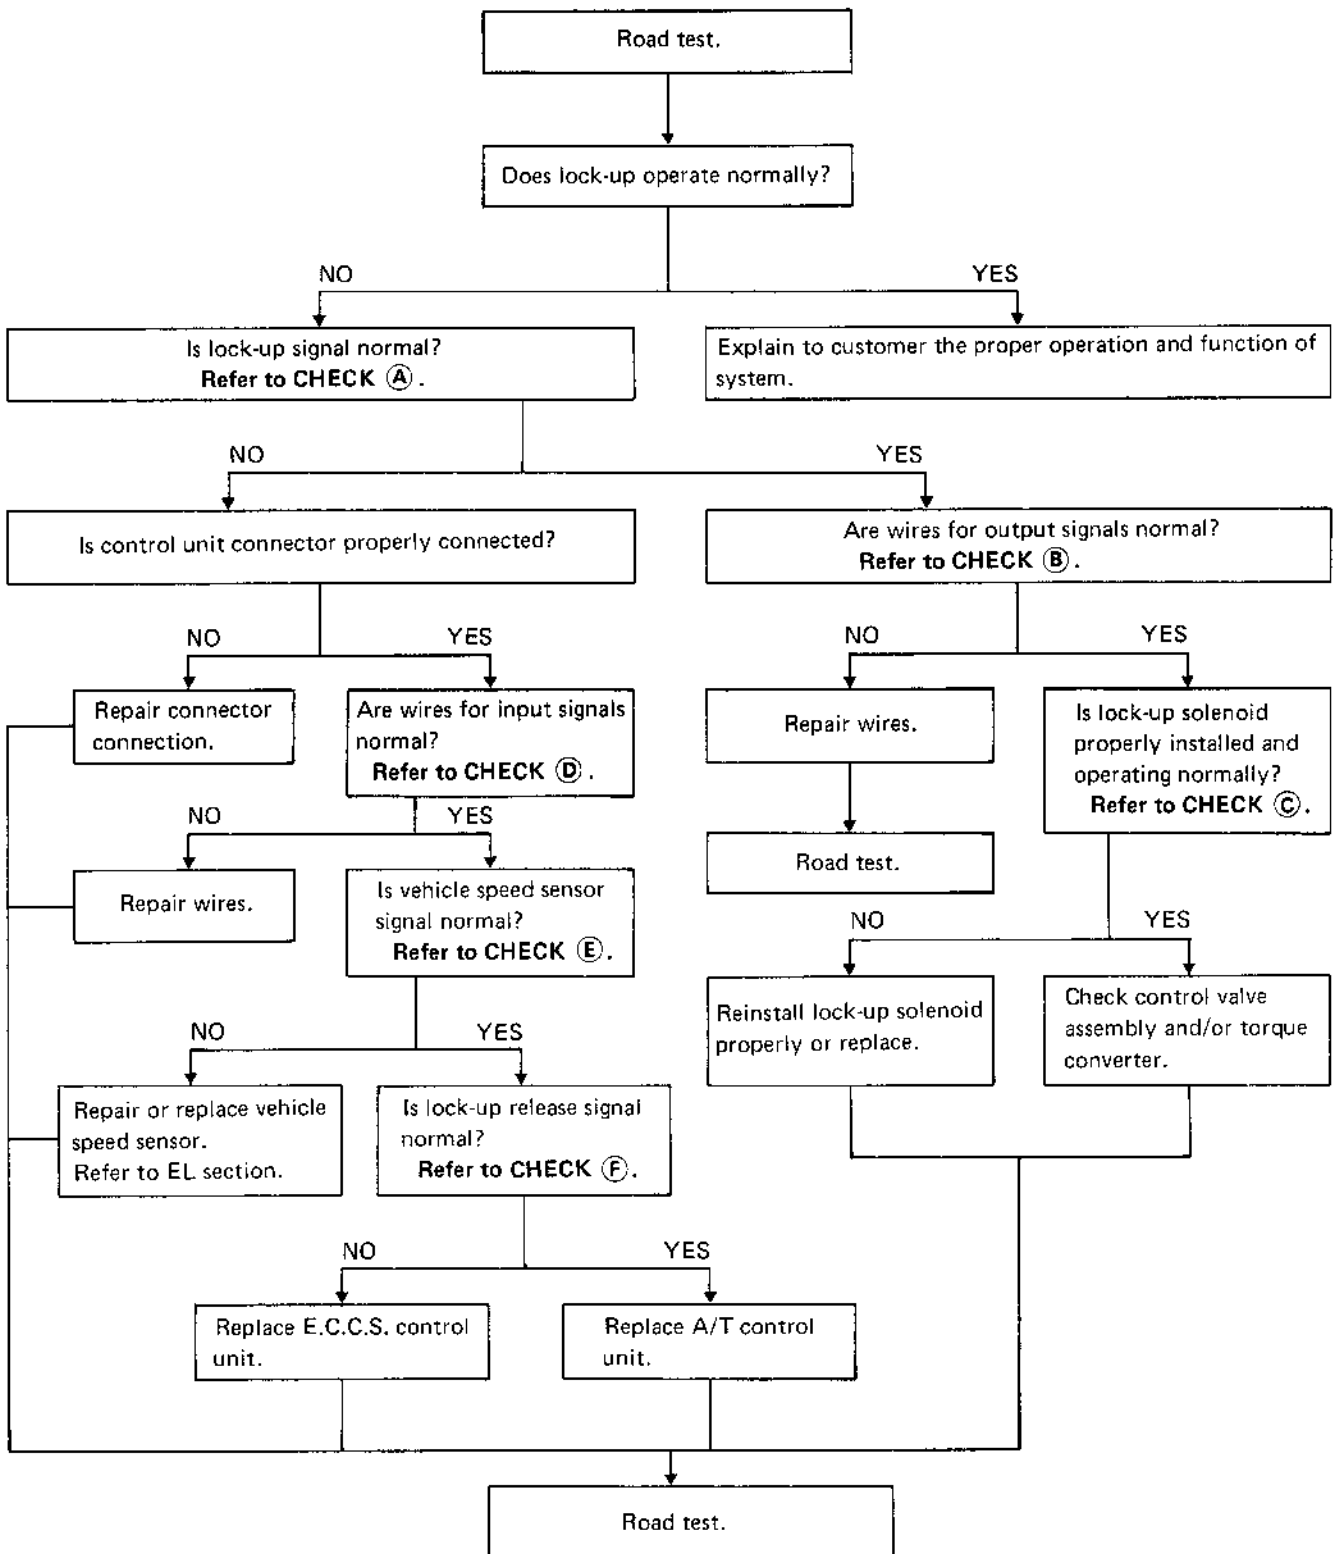 Road test.
Does lock-up operate normally?
NO
YES
Is lock-up signal normal?
Refer to CHECK Ⓐ.
Explain to customer the proper operation and function of
system.
NO
YES
Is control unit connector properly connected?
Are wires for output signals normal?
Refer to CHECK Ⓑ.
NO
YES
NO
YES
Repair connector
connection.
Are wires for input signals
normal?
Refer to CHECK Ⓓ.
Repair wires.
Is lock-up solenoid
properly installed and
operating normally?
Refer to CHECK Ⓒ.
NO
YES
Road test.
Repair wires.
Is vehicle speed sensor
signal normal?
Refer to CHECK Ⓔ.
NO
YES
Reinstall lock-up solenoid
properly or replace.
Check control valve
assembly and/or torque
converter.
NO
YES
Repair or replace vehicle
speed sensor.
Refer to EL section.
Is lock-up release signal
normal?
Refer to CHECK Ⓕ.
NO
YES
Replace E.C.C.S. control
unit.
Replace A/T control
unit.
Road test.